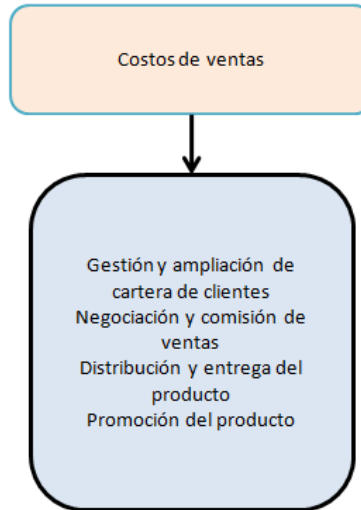 Costos de ventas
Gestión y ampliación de
cartera de clientes
Negociación y comisión de
ventas
Distribución y entrega del
producto
Promoción del producto